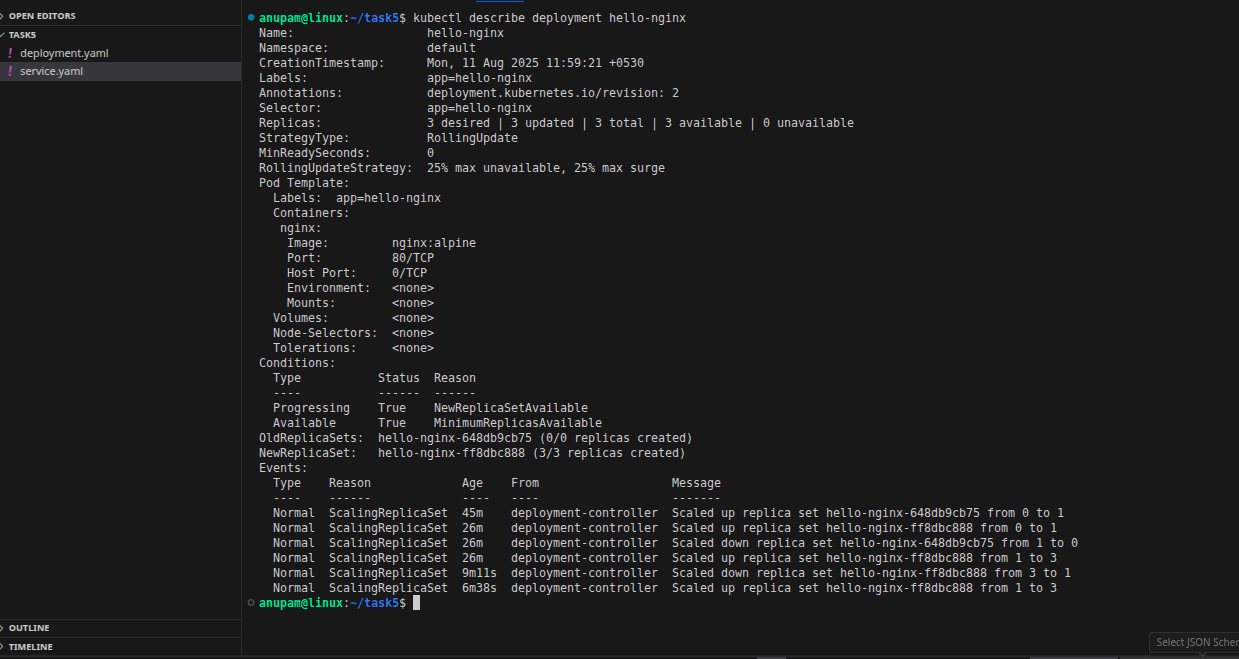 OPEN EDITORS
TASKS
! deployment.yaml
! service.yaml
OUTLINE
TIMELINE
anupam@linux:~/task5$ kubectl describe deployment hello-nginx
Name:                   hello-nginx
Namespace:              default
CreationTimestamp:      Mon, 11 Aug 2025 11:59:21 +0530
Labels:                 app=hello-nginx
Annotations:            deployment.kubernetes.io/revision: 2
Selector:               app=hello-nginx
Replicas:               3 desired | 3 updated | 3 total | 3 available | 0 unavailable
StrategyType:           RollingUpdate
MinReadySeconds:        0
RollingUpdateStrategy:  25% max unavailable, 25% max surge
Pod Template:
  Labels:  app=hello-nginx
  Containers:
   nginx:
    Image:         nginx:alpine
    Port:          80/TCP
    Host Port:     0/TCP
    Environment:   <none>
    Mounts:        <none>
  Volumes:         <none>
  Node-Selectors:  <none>
  Tolerations:     <none>
Conditions:
  Type           Status  Reason
  ----           ------  ------
  Progressing    True    NewReplicaSetAvailable
  Available      True    MinimumReplicasAvailable
OldReplicaSets:  hello-nginx-648db9cb75 (0/0 replicas created)
NewReplicaSet:   hello-nginx-ff8dbc888 (3/3 replicas created)
Events:
  Type    Reason             Age    From                   Message
  ----    ------             ----   ----                   -------
  Normal  ScalingReplicaSet  45m    deployment-controller  Scaled up replica set hello-nginx-648db9cb75 from 0 to 1
  Normal  ScalingReplicaSet  26m    deployment-controller  Scaled up replica set hello-nginx-ff8dbc888 from 0 to 1
  Normal  ScalingReplicaSet  26m    deployment-controller  Scaled down replica set hello-nginx-648db9cb75 from 1 to 0
  Normal  ScalingReplicaSet  26m    deployment-controller  Scaled up replica set hello-nginx-ff8dbc888 from 1 to 3
  Normal  ScalingReplicaSet  9m11s  deployment-controller  Scaled down replica set hello-nginx-ff8dbc888 from 3 to 1
  Normal  ScalingReplicaSet  6m38s  deployment-controller  Scaled up replica set hello-nginx-ff8dbc888 from 1 to 3
anupam@linux:~/task5$
Select JSON